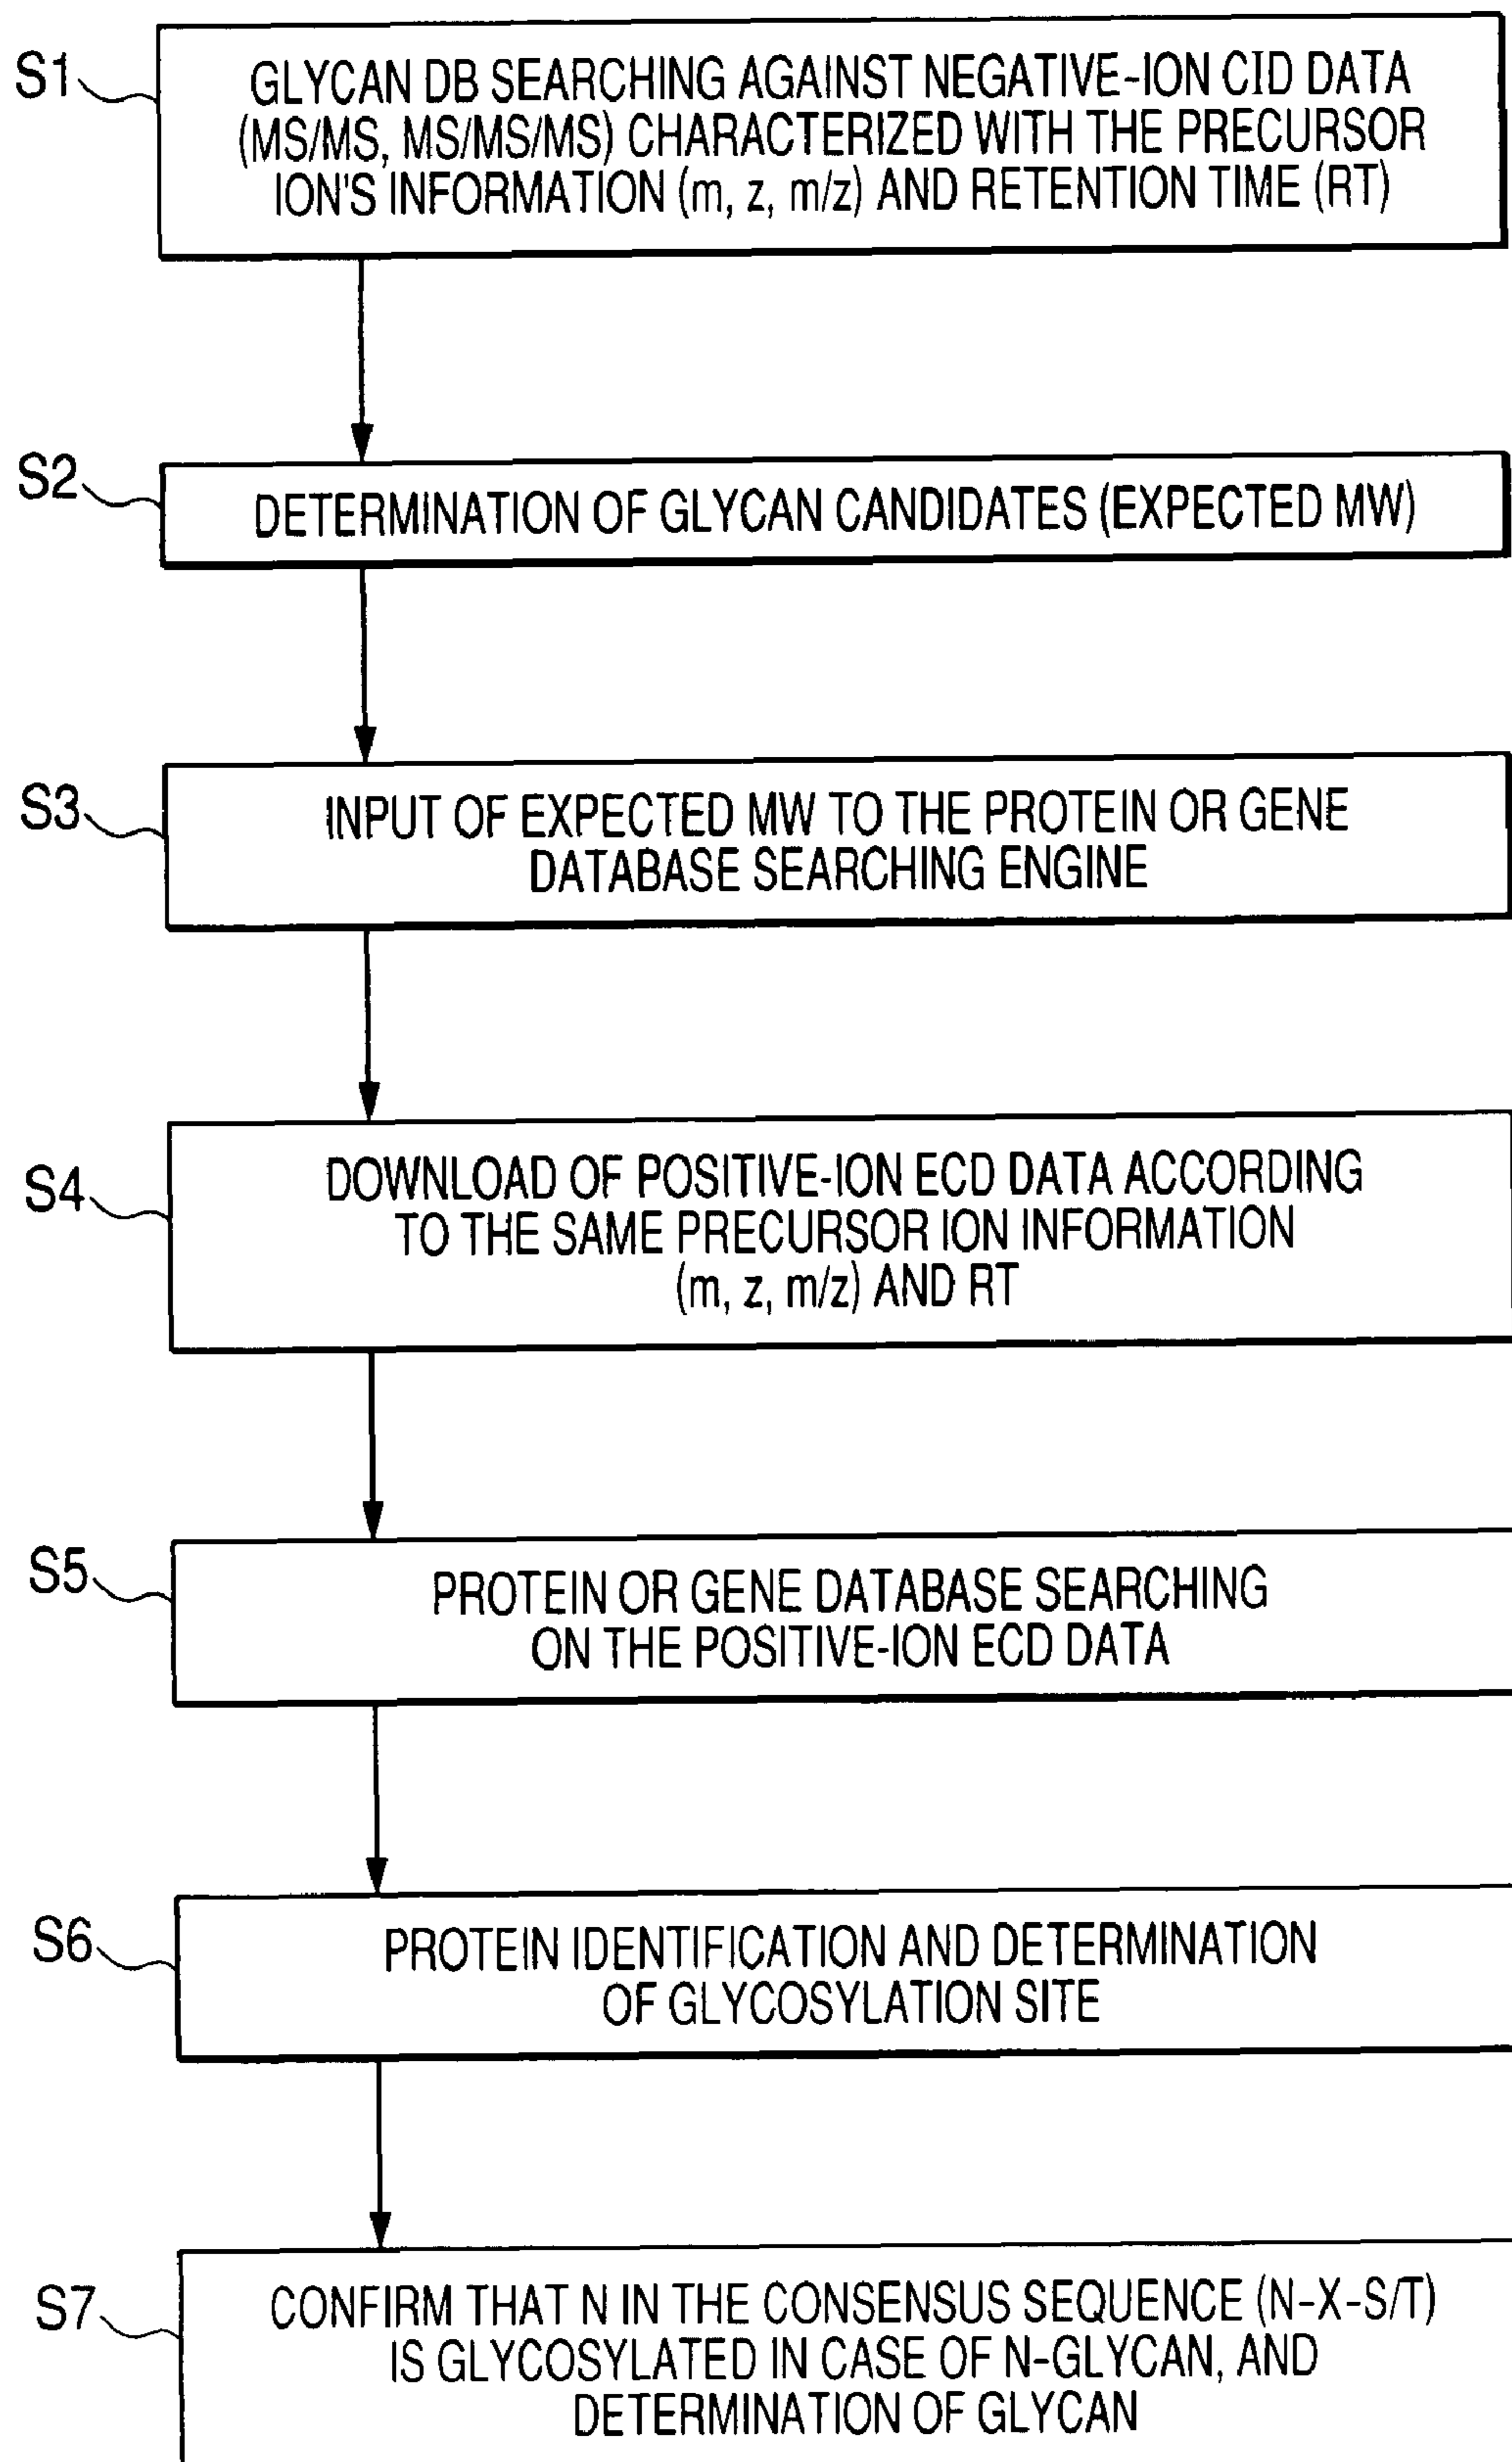 S1
GLYCAN DB SEARCHING AGAINST NEGATIVE-ION CID DATA
(MS/MS, MS/MS/MS) CHARACTERIZED WITH THE PRECURSOR
ION'S INFORMATION (m, z, m/z) AND RETENTION TIME (RT)
S2
DETERMINATION OF GLYCAN CANDIDATES (EXPECTED MW)
S3
INPUT OF EXPECTED MW TO THE PROTEIN OR GENE
DATABASE SEARCHING ENGINE
S4
DOWNLOAD OF POSITIVE-ION ECD DATA ACCORDING
TO THE SAME PRECURSOR ION INFORMATION
(m, z, m/z) AND RT
S5
PROTEIN OR GENE DATABASE SEARCHING
ON THE POSITIVE-ION ECD DATA
S6
PROTEIN IDENTIFICATION AND DETERMINATION
OF GLYCOSYLATION SITE
S7
CONFIRM THAT N IN THE CONSENSUS SEQUENCE (N-X-S/T)
IS GLYCOSYLATED IN CASE OF N-GLYCAN, AND
DETERMINATION OF GLYCAN